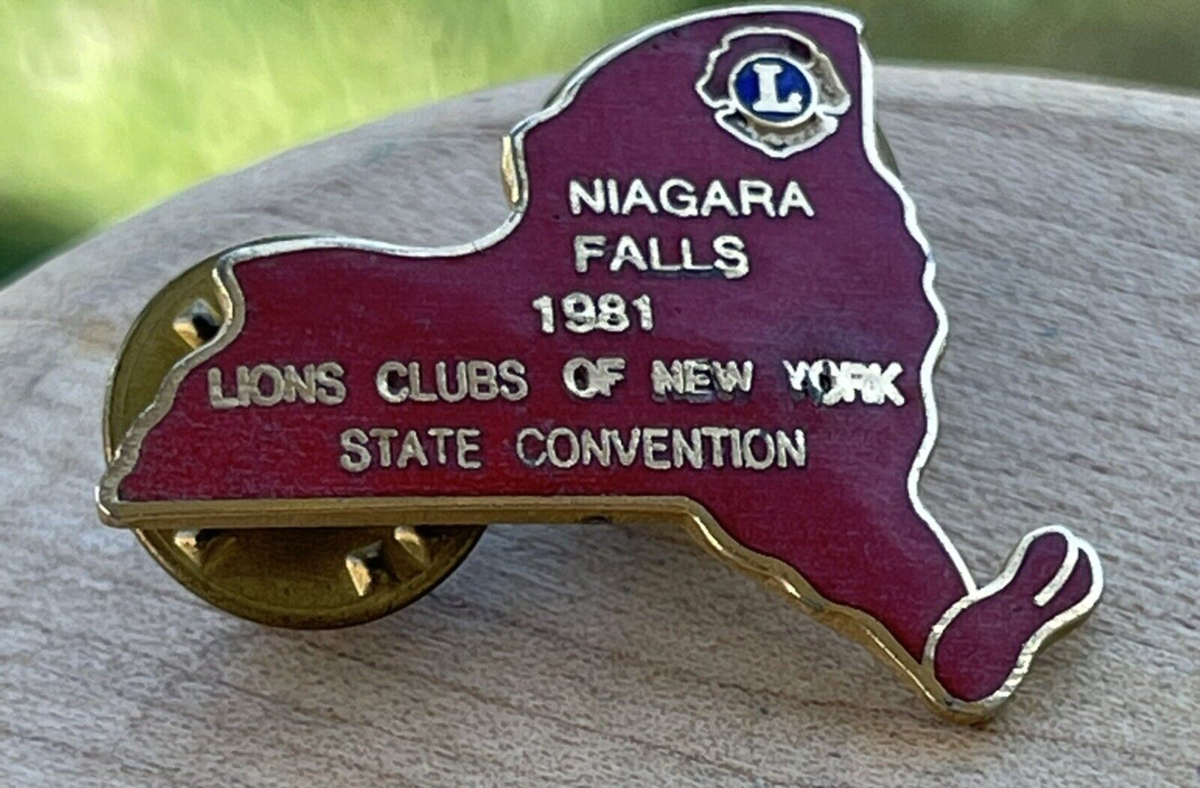 L
NIAGARA
FALLS
1981
LIONS CLUBS OF NEW YORK
STATE CONVENTION